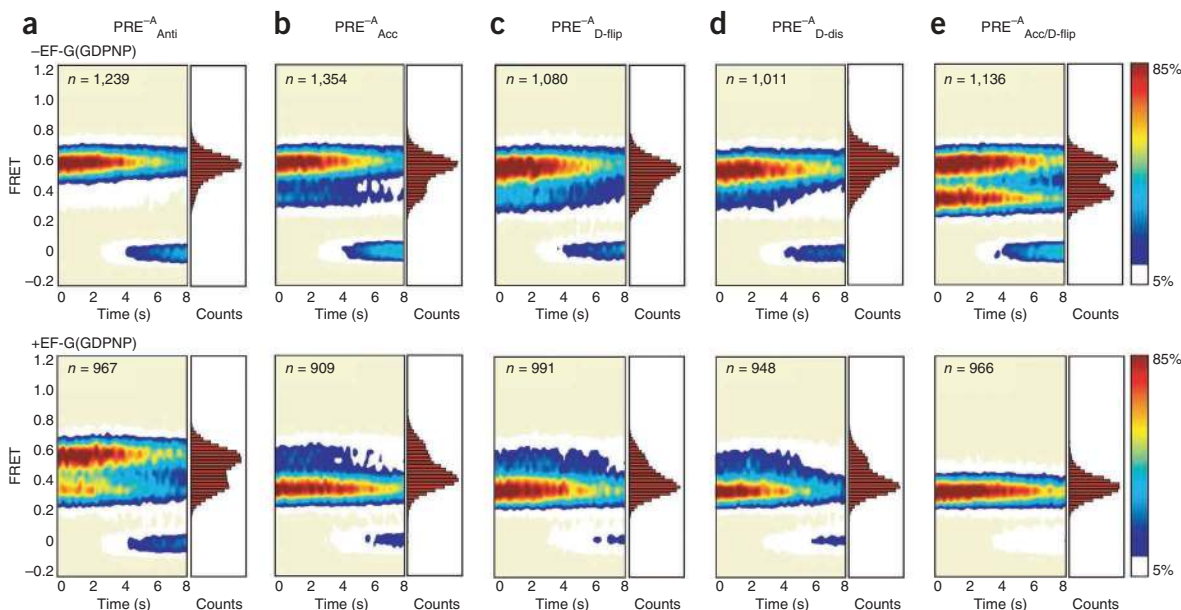 a b c d e
PRE⁻ᴬ Anti PRE⁻ᴬ Acc PRE⁻ᴬ D-flip PRE⁻ᴬ D-dis PRE⁻ᴬ Acc/D-flip
–EF-G(GDPNP)
n = 1,239 n = 1,354 n = 1,080 n = 1,011 n = 1,136
FRET
1.2
1.0
0.8
0.6
0.4
0.2
0
–0.2
85%
5%
0 2 4 6 8 0 2 4 6 8 0 2 4 6 8 0 2 4 6 8 0 2 4 6 8
Time (s) Counts Time (s) Counts Time (s) Counts Time (s) Counts Time (s) Counts
+EF-G(GDPNP)
n = 967 n = 909 n = 991 n = 948 n = 966
FRET
1.2
1.0
0.8
0.6
0.4
0.2
0
–0.2
85%
5%
0 2 4 6 8 0 2 4 6 8 0 2 4 6 8 0 2 4 6 8 0 2 4 6 8
Time (s) Counts Time (s) Counts Time (s) Counts Time (s) Counts Time (s) Counts